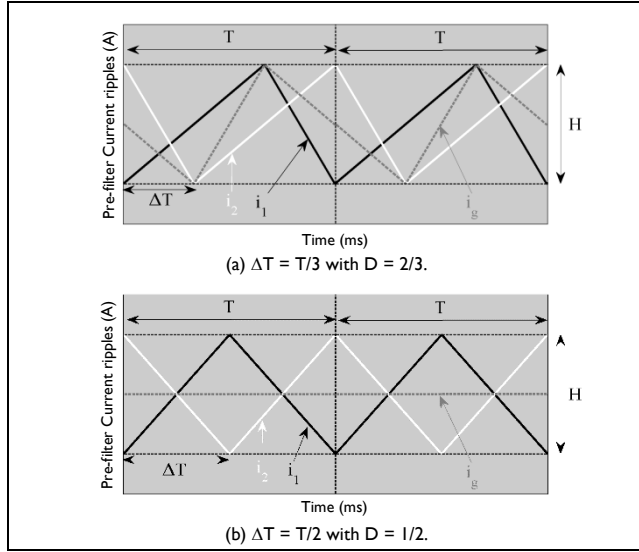 Pre-filter Current ripples (A)
T
T
H
ΔT
i2
i1
ig
Time (ms)
(a) ΔT = T/3 with D = 2/3.
Pre-filter Current ripples (A)
T
T
H
ΔT
i2
i1
ig
Time (ms)
(b) ΔT = T/2 with D = 1/2.